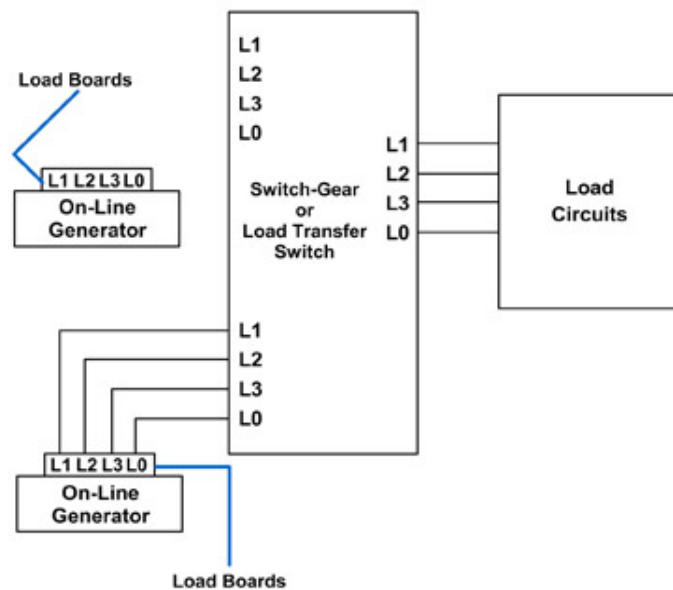 L1
L2
L3
L0
Load Boards
L1 L2 L3 L0
On-Line
Generator
Switch-Gear
or
Load Transfer
Switch
L1
L2
L3
L0
Load
Circuits
L1
L2
L3
L0
L1 L2 L3 L0
On-Line
Generator
Load Boards